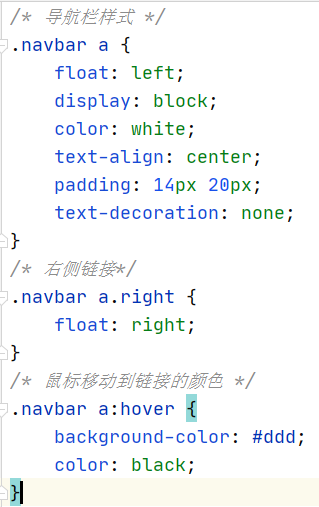 /* 导航栏样式 */
.navbar a {
    float: left;
    display: block;
    color: white;
    text-align: center;
    padding: 14px 20px;
    text-decoration: none;
}
/* 右侧链接*/
.navbar a.right {
    float: right;
}
/* 鼠标移动到链接的颜色 */
.navbar a:hover {
    background-color: #ddd;
    color: black;
}